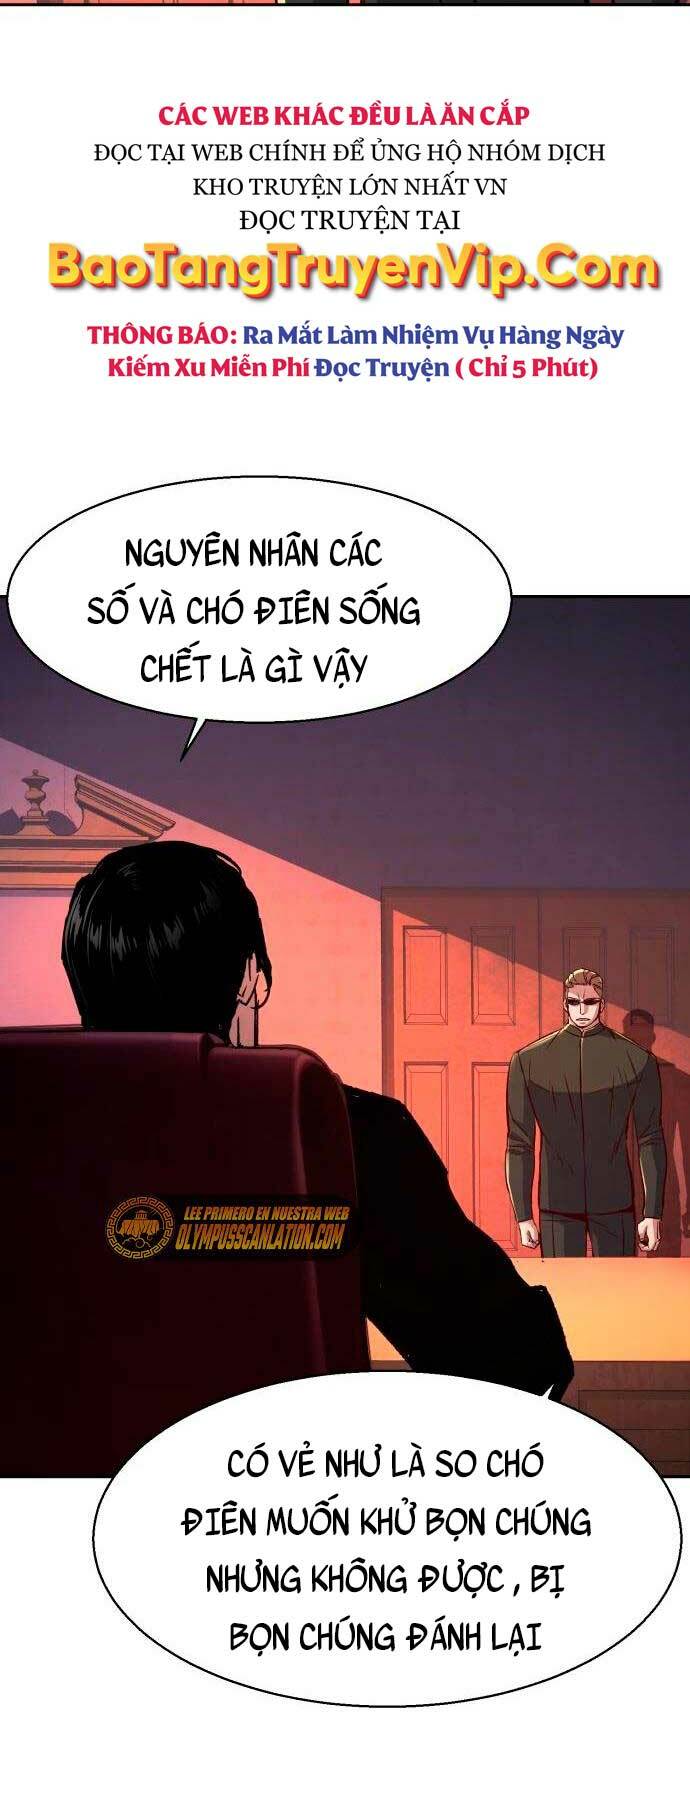 CÁC WEB KHÁC ĐỀU LÀ ĂN CẮP
ĐỌC TẠI WEB CHÍNH ĐỂ ỦNG HỘ NHÓM DỊCH
KHO TRUYỆN LỚN NHẤT VN
ĐỌC TRUYỆN TẠI
BaoTangTruyenVip.Com
THÔNG BÁO: Ra Mắt Làm Nhiệm Vụ Hàng Ngày
Kiếm Xu Miễn Phí Đọc Truyện ( Chỉ 5 Phút)
NGUYÊN NHÂN CÁC
SỐ VÀ CHÓ ĐIÊN SỐNG
CHẾT LÀ GÌ VẬY
LEE PRIMERO EN NUESTRA WEB
OLYMPUSSCANLATION.COM
CÓ VẺ NHƯ LÀ SO CHÓ
ĐIÊN MUỐN KHỬ BỌN CHÚNG
NHƯNG KHÔNG ĐƯỢC , BỊ
BỌN CHÚNG ĐÁNH LẠI